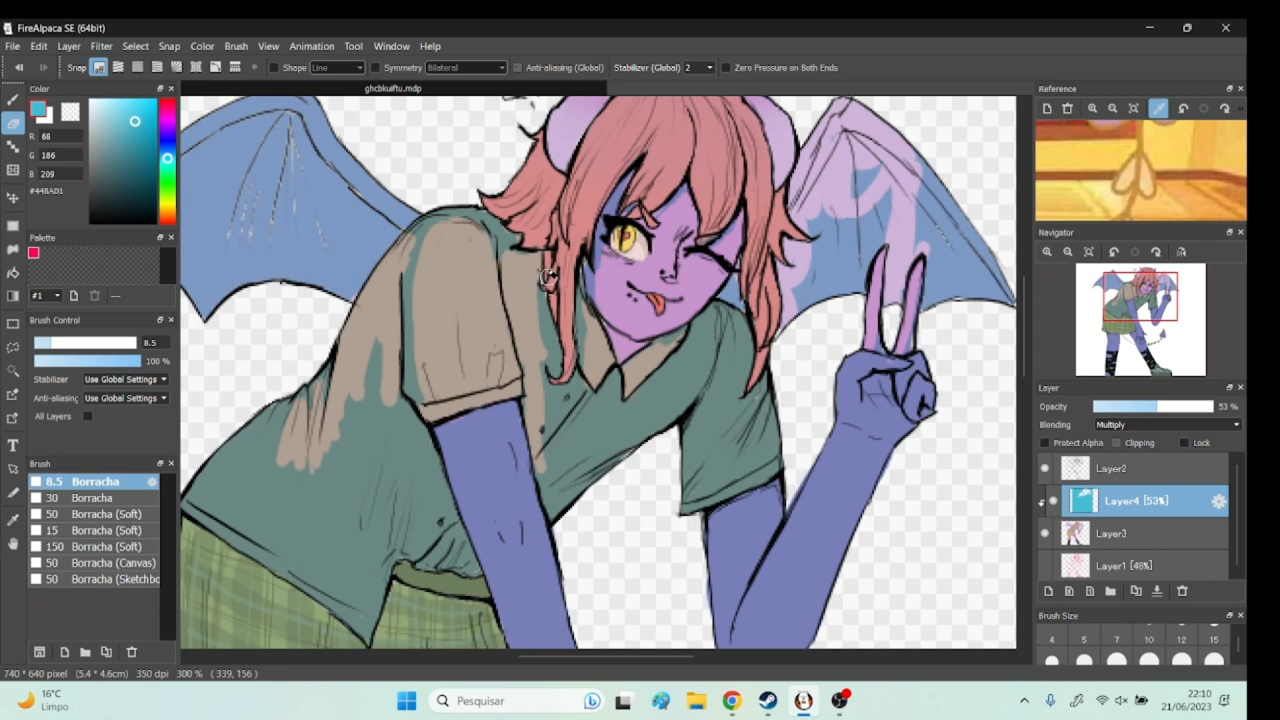 FireAlpaca SE (64bit)
File Edit Layer Filter Select Snap Color Brush View Animation Tool Window Help
Snap off Shape Line Symmetry Bilateral Anti-aliasing (Global) Stabilizer (Global) 2 Zero Pressure on Both Ends
ghcbkuiftu.mdp
Color
R 68
G 186
B 209
#44BAD1
Palette
#1 ---
Brush Control
8.5
100 %
Stabilizer Use Global Settings
Anti-aliasing Use Global Settings
All Layers
Brush
8.5 Borracha
30 Borracha
50 Borracha (Soft)
15 Borracha (Soft)
150 Borracha (Soft)
50 Borracha (Canvas)
50 Borracha (Sketchbo
Reference
Navigator
Layer
Opacity 53 %
Blending Multiply
Protect Alpha Clipping Lock
Layer2
Layer4 [53%]
Layer3
Layer1 [48%]
Brush Size
4 5 7 10 12 15
740 * 640 pixel (5.4 * 4.6cm) 350 dpi 300 % ( 339, 156 )
16°C
Limpo
Pesquisar
22:10
21/06/2023